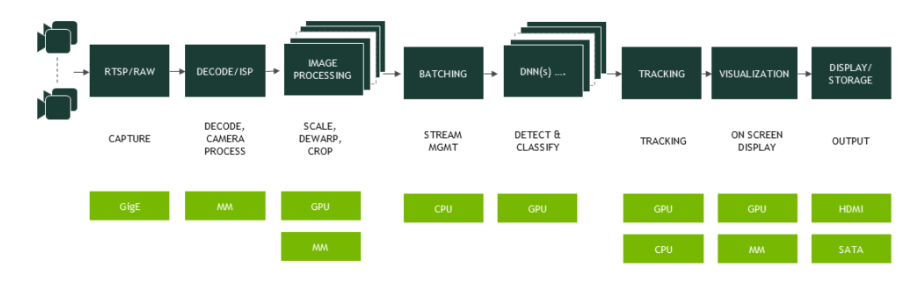 RTSP/RAW
DECODE/ISP
IMAGE
PROCESSING
BATCHING
DNN(s) ....
TRACKING
VISUALIZATION
DISPLAY/
STORAGE
CAPTURE
DECODE,
CAMERA
PROCESS
SCALE,
DEWARP,
CROP
STREAM
MGMT
DETECT &
CLASSIFY
TRACKING
ON SCREEN
DISPLAY
OUTPUT
GigE
MM
GPU
CPU
GPU
GPU
GPU
HDMI
MM
CPU
MM
SATA